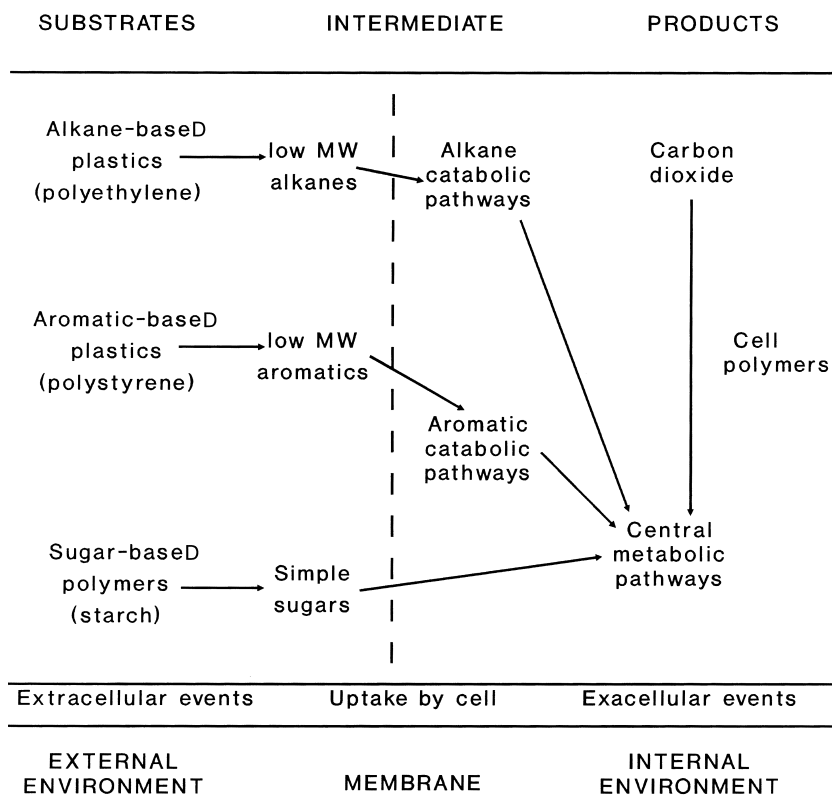 SUBSTRATES
INTERMEDIATE
PRODUCTS
Alkane-baseD
plastics
(polyethylene)
low MW
alkanes
Alkane
catabolic
pathways
Carbon
dioxide
Aromatic-baseD
plastics
(polystyrene)
low MW
aromatics
Cell
polymers
Aromatic
catabolic
pathways
Sugar-baseD
polymers
(starch)
Simple
sugars
Central
metabolic
pathways
Extracellular events
Uptake by cell
Exacellular events
EXTERNAL
ENVIRONMENT
MEMBRANE
INTERNAL
ENVIRONMENT